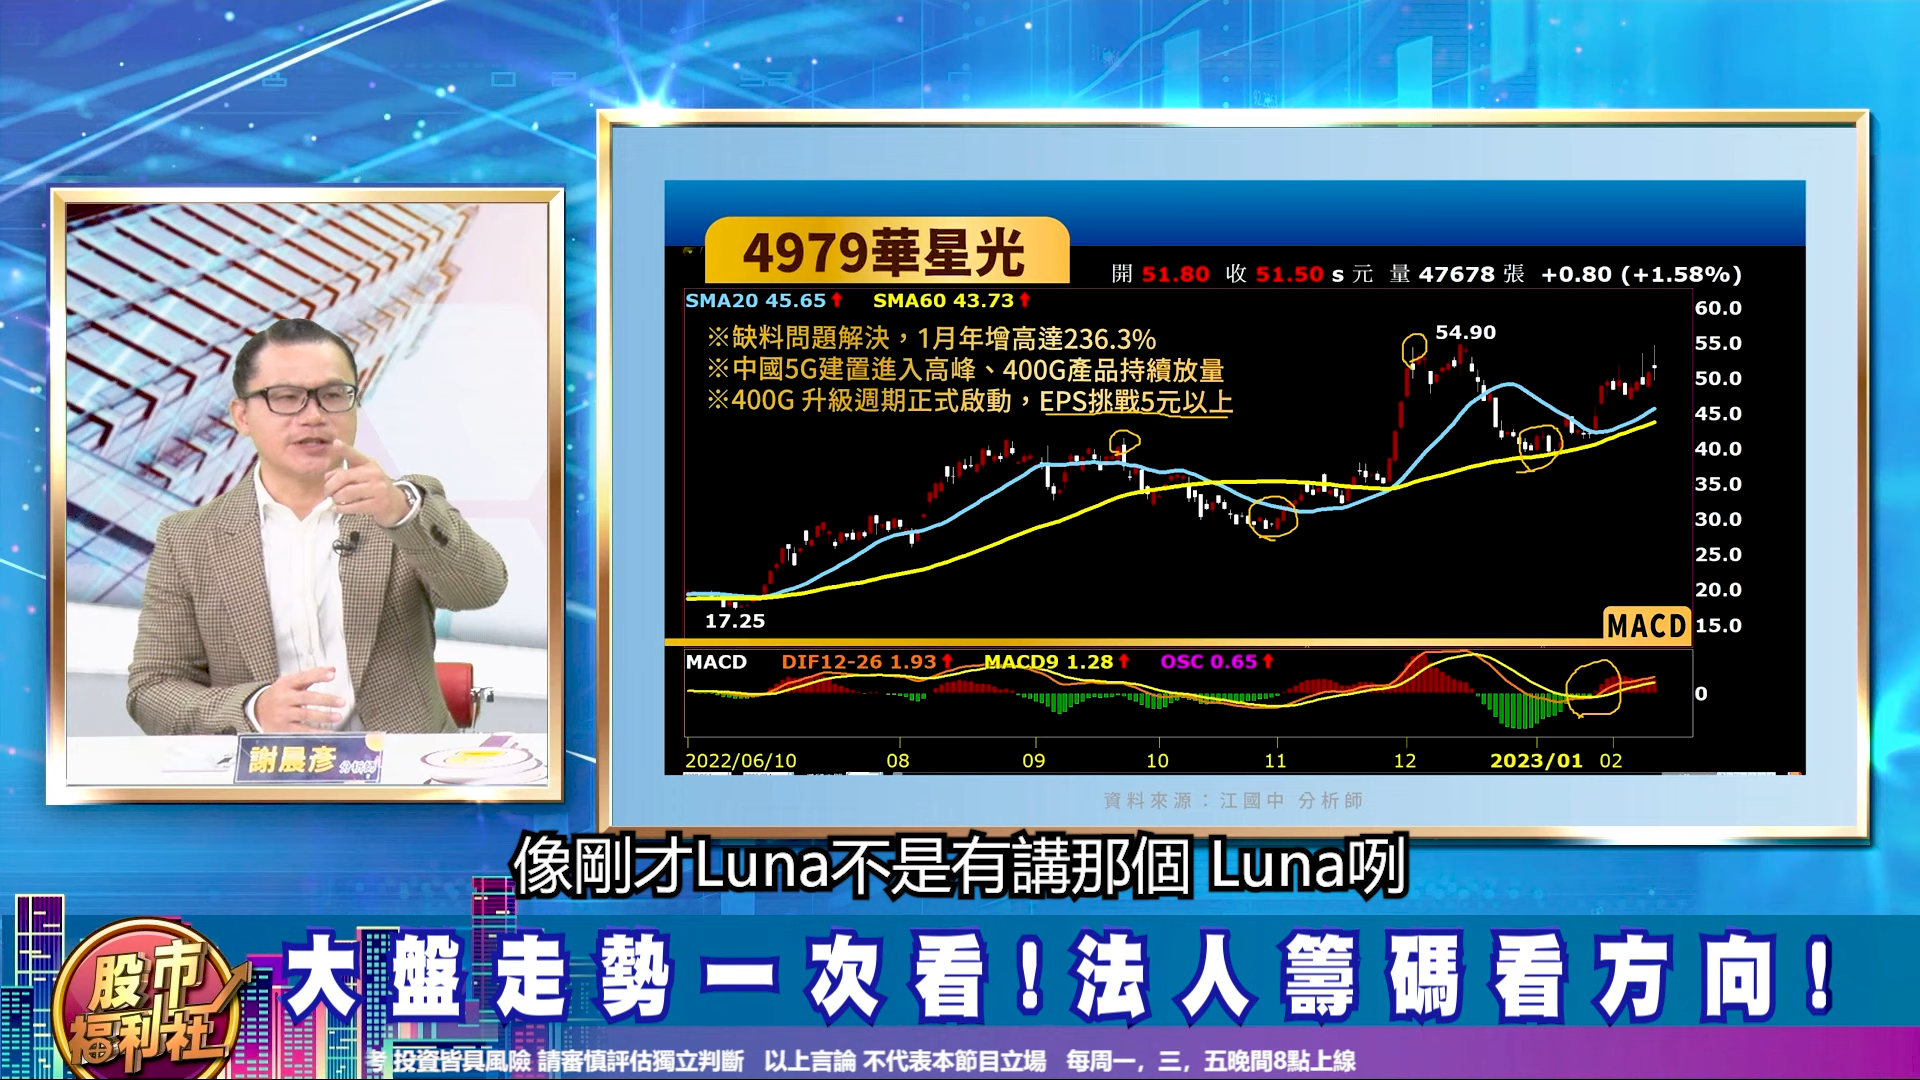 4979華星光
開 51.80 收 51.50 s 元 量 47678 張 +0.80 (+1.58%)
SMA20 45.65 SMA60 43.73
60.0
※缺料問題解決，1月年增高達236.3%
※中國5G建置進入高峰、400G產品持續放量
※400G 升級週期正式啟動，EPS挑戰5元以上
54.90
55.0
50.0
45.0
40.0
35.0
30.0
25.0
20.0
15.0
17.25
MACD
MACD DIF12-26 1.93 MACD9 1.28 OSC 0.65
0
2022/06/10 08 09 10 11 12 2023/01 02
資料來源：江國中 分析師
謝晨彥 分析師
像剛才Luna不是有講那個 Luna咧
大盤走勢一次看！法人籌碼看方向！
股市福利社
投資皆具風險 請審慎評估獨立判斷 以上言論 不代表本節目立場 每周一，三，五晚間8點上線